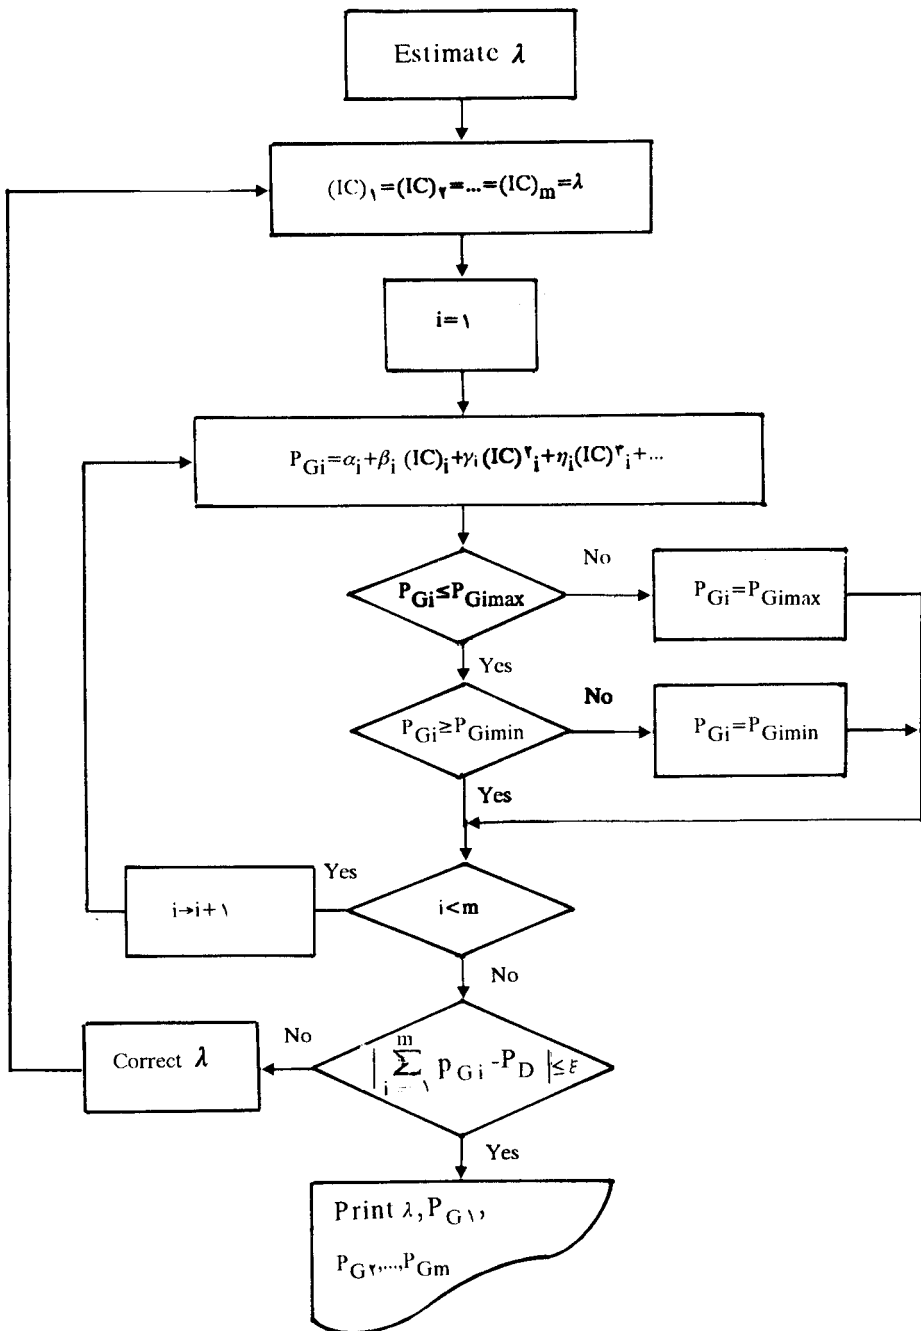 Estimate λ
(IC)۱=(IC)۲=...=(IC)m=λ
i=۱
PGi=αi+βi (IC)i+γi (IC)۲i+ηi(IC)۳i+...
PGi≤PGimax
No
PGi=PGimax
Yes
PGi≥PGimin
No
PGi=PGimin
Yes
i<m
Yes
i→i+۱
No
|∑mi=۱ pGi-PD|≤ξ
No
Correct λ
Yes
Print λ,PG۱,
PG۲,...,PGm